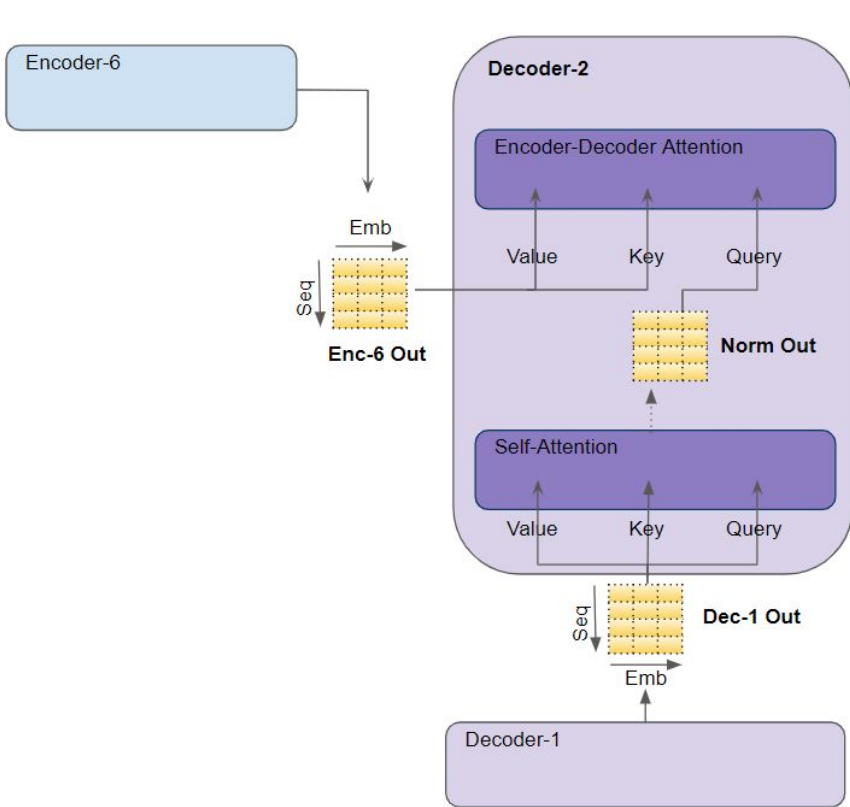 Encoder-6
Decoder-2
Encoder-Decoder Attention
Emb
Value Key Query
Seq
Enc-6 Out
Norm Out
Self-Attention
Value Key Query
Seq
Dec-1 Out
Emb
Decoder-1